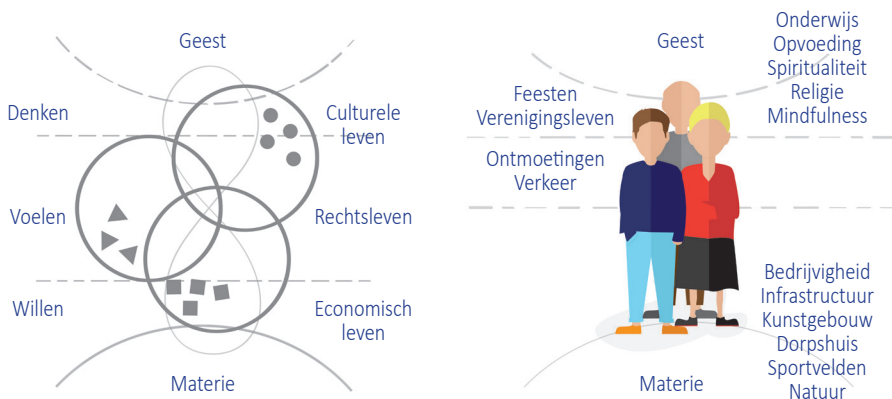 Geest
Denken
Culturele
leven
Voelen
Rechtsleven
Willen
Economisch
leven
Materie
Geest
Onderwijs
Opvoeding
Spiritualiteit
Religie
Mindfulness
Feesten
Verenigingsleven
Ontmoetingen
Verkeer
Bedrijvigheid
Infrastructuur
Kunstgebouw
Dorpshuis
Sportvelden
Natuur
Materie